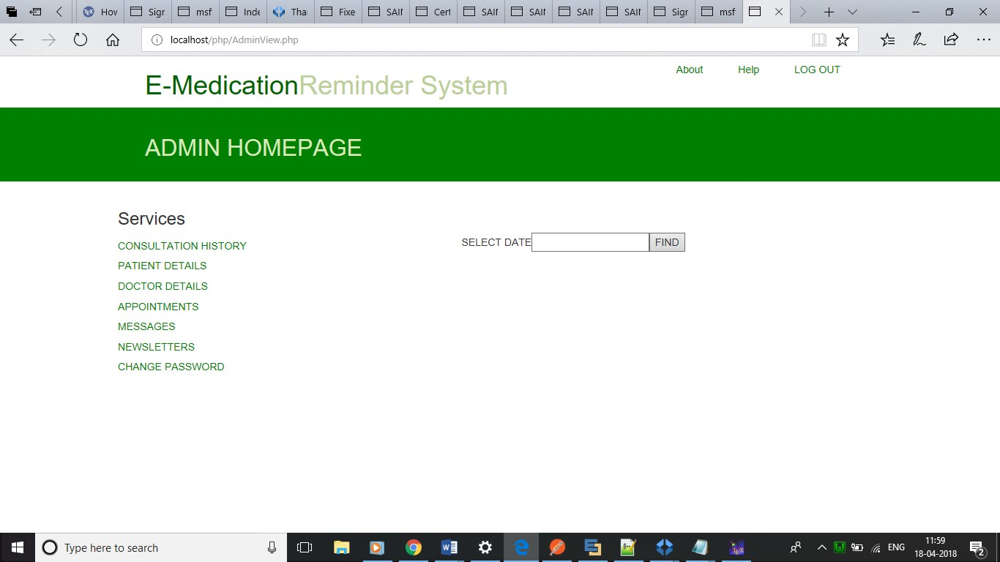 Hov Sigr msf Inde Tha Fixe SAII Cert SAII SAII SAII SAII Sigr msf
localhost/php/AdminView.php
About Help LOG OUT
E-MedicationReminder System
ADMIN HOMEPAGE
Services
SELECT DATE FIND
CONSULTATION HISTORY
PATIENT DETAILS
DOCTOR DETAILS
APPOINTMENTS
MESSAGES
NEWSLETTERS
CHANGE PASSWORD
Type here to search
ENG
11:59
18-04-2018
2